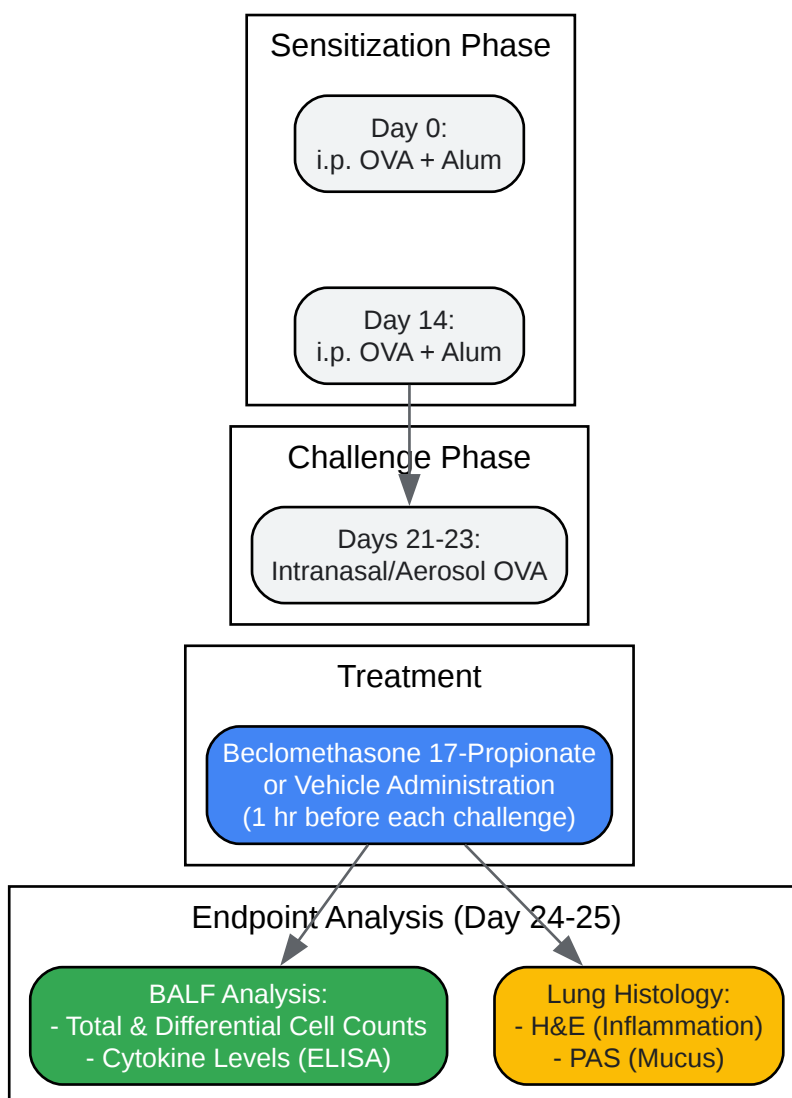 Sensitization Phase
Day 0:
i.p. OVA + Alum
Day 14:
i.p. OVA + Alum
Challenge Phase
Days 21-23:
Intranasal/Aerosol OVA
Treatment
Beclomethasone 17-Propionate
or Vehicle Administration
(1 hr before each challenge)
Endpoint Analysis (Day 24-25)
BALF Analysis:
- Total & Differential Cell Counts
- Cytokine Levels (ELISA)
Lung Histology:
- H&E (Inflammation)
- PAS (Mucus)